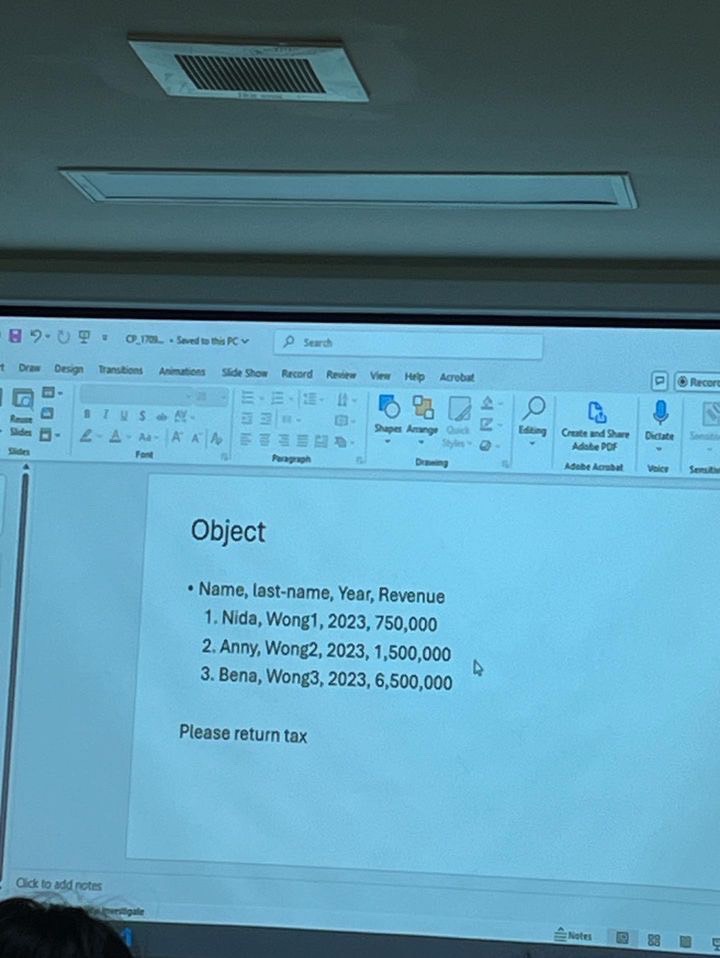 CP_1709... • Saved to this PC
Search
Draw Design Transitions Animations Slide Show Record Review View Help Acrobat
Reuse Slides
Shapes Arrange Quick Styles
Editing
Create and Share Adobe PDF
Dictate
Slides Font Paragraph Drawing Adobe Acrobat Voice
Object
• Name, last-name, Year, Revenue
1. Nida, Wong1, 2023, 750,000
2. Anny, Wong2, 2023, 1,500,000
3. Bena, Wong3, 2023, 6,500,000
Please return tax
Click to add notes
Notes